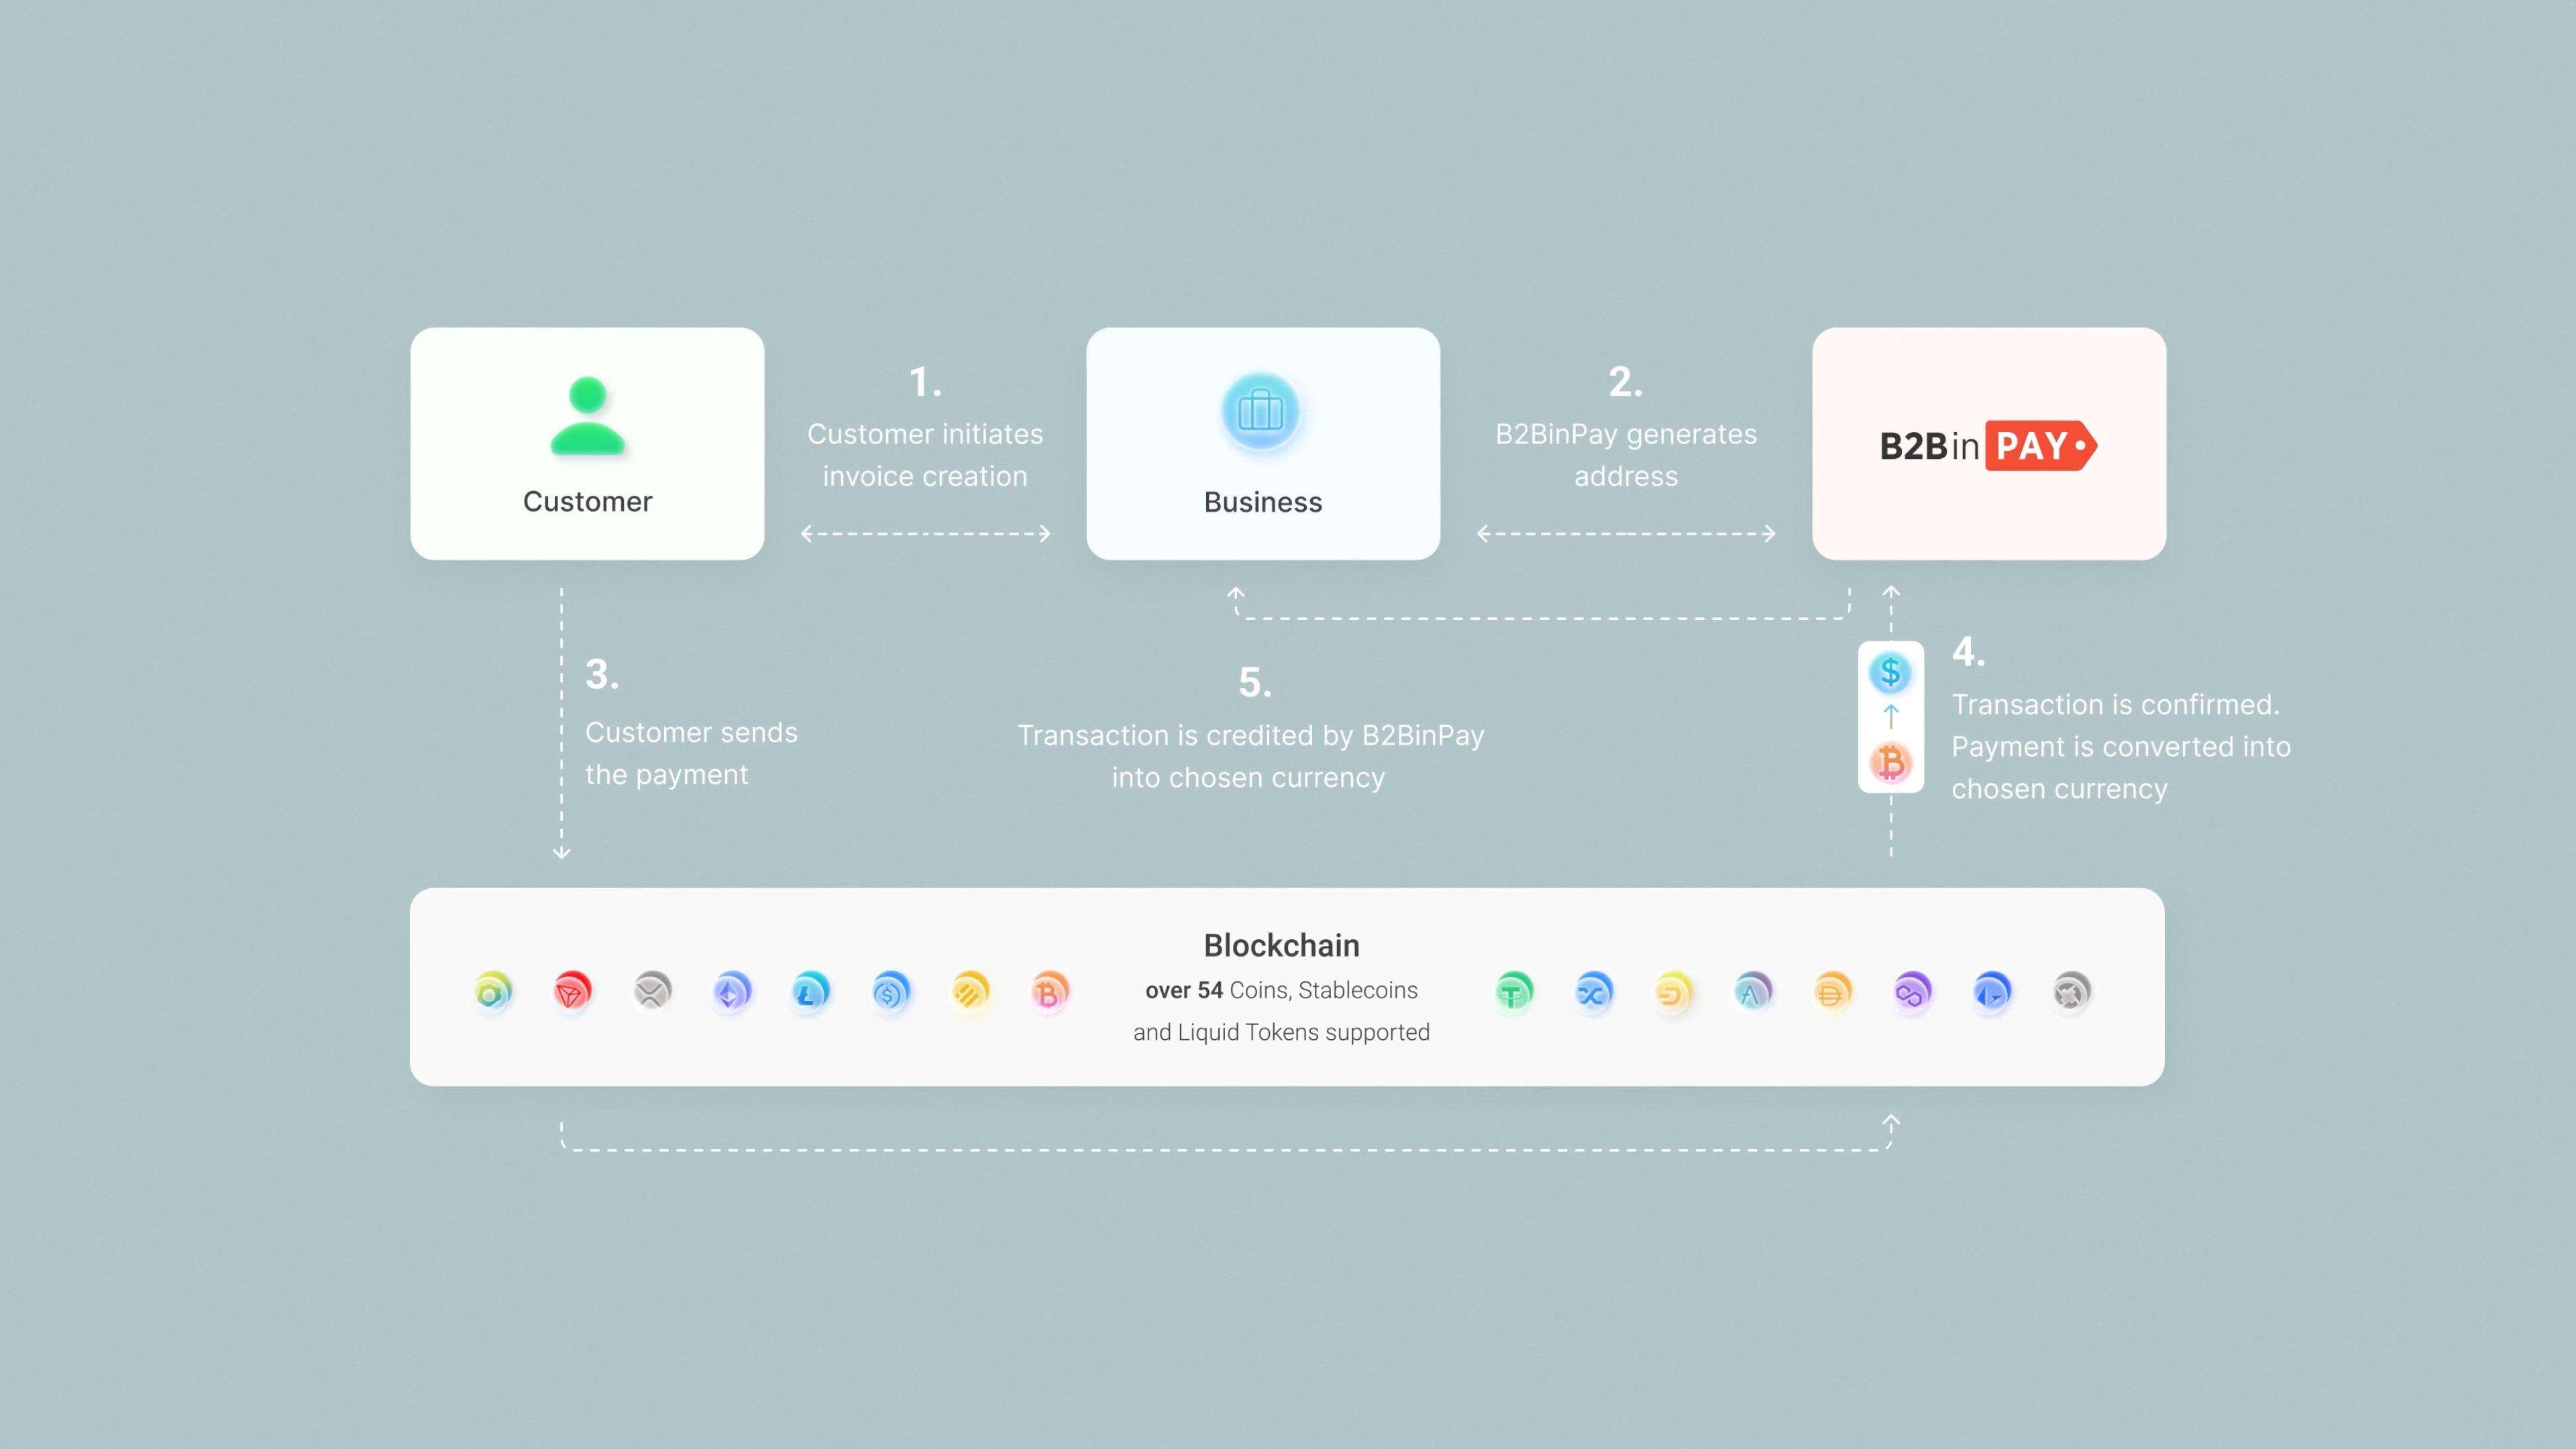 Customer
1.
Customer initiates
invoice creation
Business
2.
B2BinPay generates
address
B2BinPAY
3.
Customer sends
the payment
5.
Transaction is credited by B2BinPay
into chosen currency
4.
Transaction is confirmed.
Payment is converted into
chosen currency
Blockchain
over 54 Coins, Stablecoins
and Liquid Tokens supported